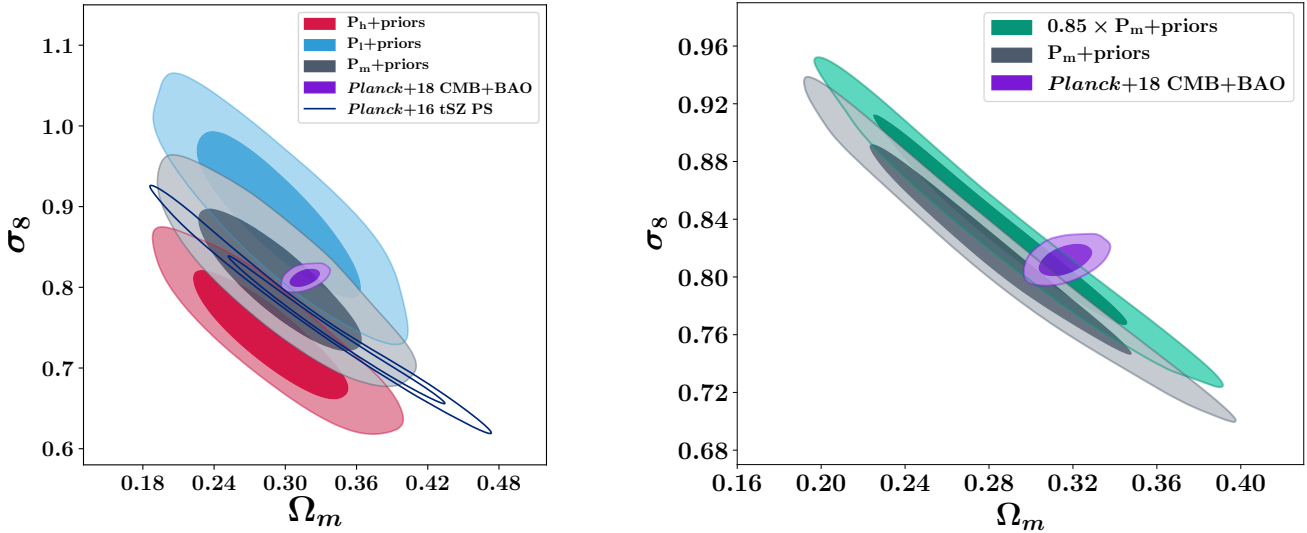 1.1
1.0
0.9
0.8
0.7
0.6
σ₈
0.18 0.24 0.30 0.36 0.42 0.48
Ωₘ
Pₕ+priors
Pₗ+priors
Pₘ+priors
Planck+18 CMB+BAO
Planck+16 tSZ PS
0.96
0.92
0.88
0.84
0.80
0.76
0.72
0.68
σ₈
0.16 0.20 0.24 0.28 0.32 0.36 0.40
Ωₘ
0.85 × Pₘ+priors
Pₘ+priors
Planck+18 CMB+BAO